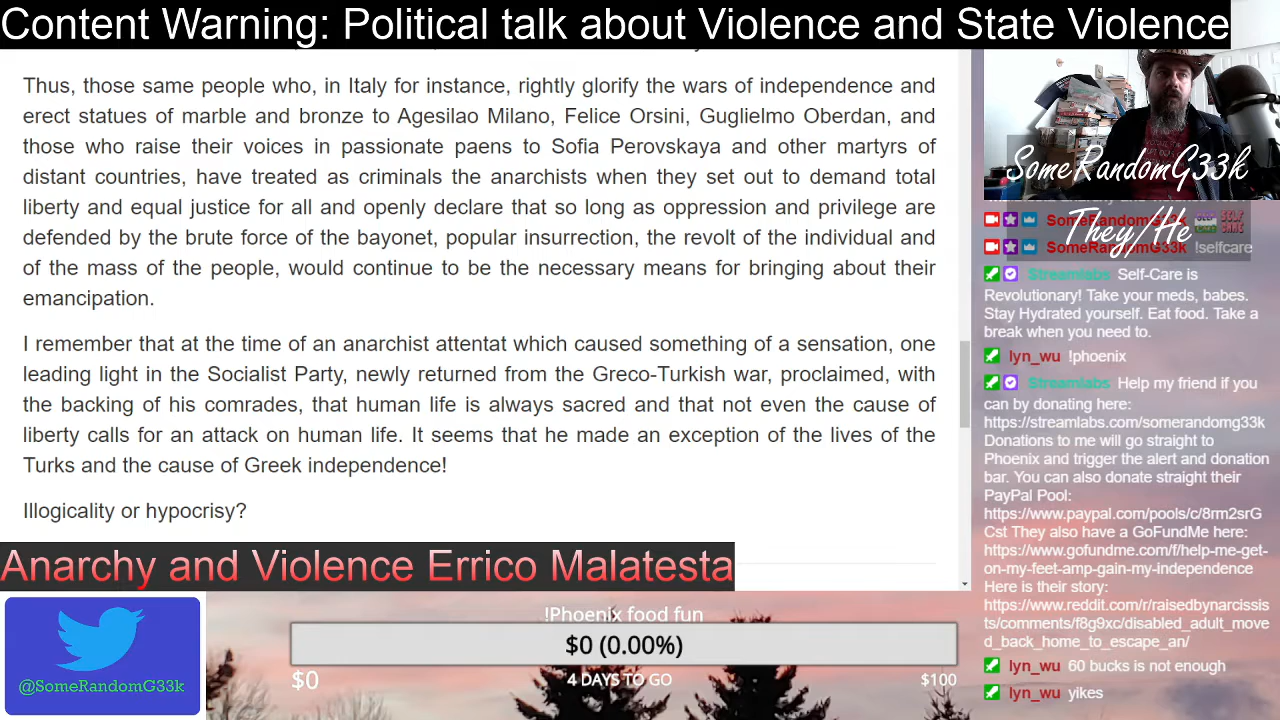 Content Warning: Political talk about Violence and State Violence
Thus, those same people who, in Italy for instance, rightly glorify the wars of independence and
erect statues of marble and bronze to Agesilao Milano, Felice Orsini, Guglielmo Oberdan, and
those who raise their voices in passionate paens to Sofia Perovskaya and other martyrs of
distant countries, have treated as criminals the anarchists when they set out to demand total
liberty and equal justice for all and openly declare that so long as oppression and privilege are
defended by the brute force of the bayonet, popular insurrection, the revolt of the individual and
of the mass of the people, would continue to be the necessary means for bringing about their
emancipation.
I remember that at the time of an anarchist attentat which caused something of a sensation, one
leading light in the Socialist Party, newly returned from the Greco-Turkish war, proclaimed, with
the backing of his comrades, that human life is always sacred and that not even the cause of
liberty calls for an attack on human life. It seems that he made an exception of the lives of the
Turks and the cause of Greek independence!
Illogicality or hypocrisy?
Anarchy and Violence Errico Malatesta
@SomeRandomG33k
!Phoenix food fun
$0 (0.00%)
$0
4 DAYS TO GO
$100
SomeRandomG33k
They/He
SomeRandomG33k
SELF CARE
SomeRandomG33k !selfcare
Streamlabs Self-Care is
Revolutionary! Take your meds, babes.
Stay Hydrated yourself. Eat food. Take a
break when you need to.
lyn_wu !phoenix
Streamlabs Help my friend if you
can by donating here:
https://streamlabs.com/somerandomg33k
Donations to me will go straight to
Phoenix and trigger the alert and donation
bar. You can also donate straight their
PayPal Pool:
https://www.paypal.com/pools/c/8rm2srG
Cst They also have a GoFundMe here:
https://www.gofundme.com/f/help-me-get-
on-my-feet-amp-gain-my-independence
Here is their story:
https://www.reddit.com/r/raisedbynarcissis
ts/comments/f8g9xc/disabled_adult_move
d_back_home_to_escape_an/
lyn_wu 60 bucks is not enough
lyn_wu yikes